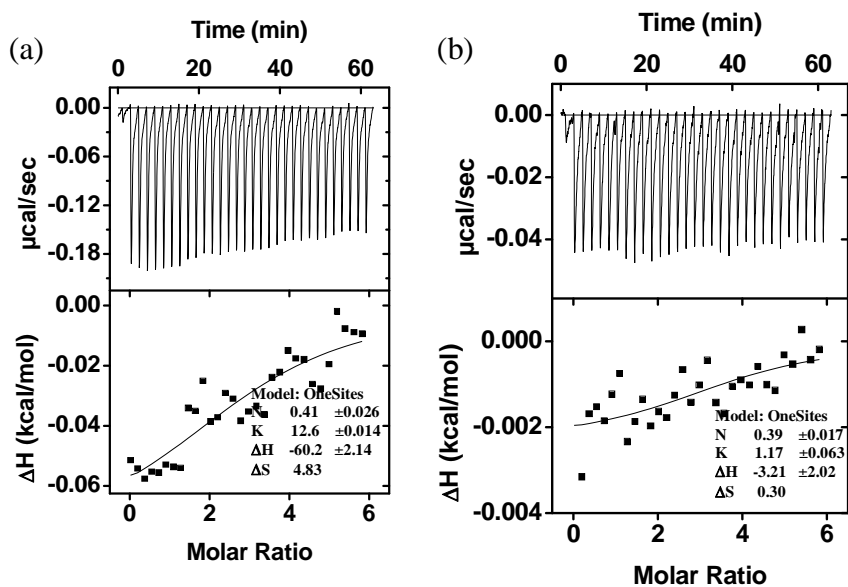 (a)
Time (min)
0 20 40 60
0.00
-0.06
-0.12
-0.18
µcal/sec
0.00
-0.02
-0.04
-0.06
ΔH (kcal/mol)
Model: OneSites
N 0.41 ±0.026
K 12.6 ±0.014
ΔH -60.2 ±2.14
ΔS 4.83
0 2 4 6
Molar Ratio
(b)
Time (min)
0 20 40 60
0.00
-0.02
-0.04
µcal/sec
0.000
-0.002
-0.004
ΔH (kcal/mol)
Model: OneSites
N 0.39 ±0.017
K 1.17 ±0.063
ΔH -3.21 ±2.02
ΔS 0.30
0 2 4 6
Molar Ratio